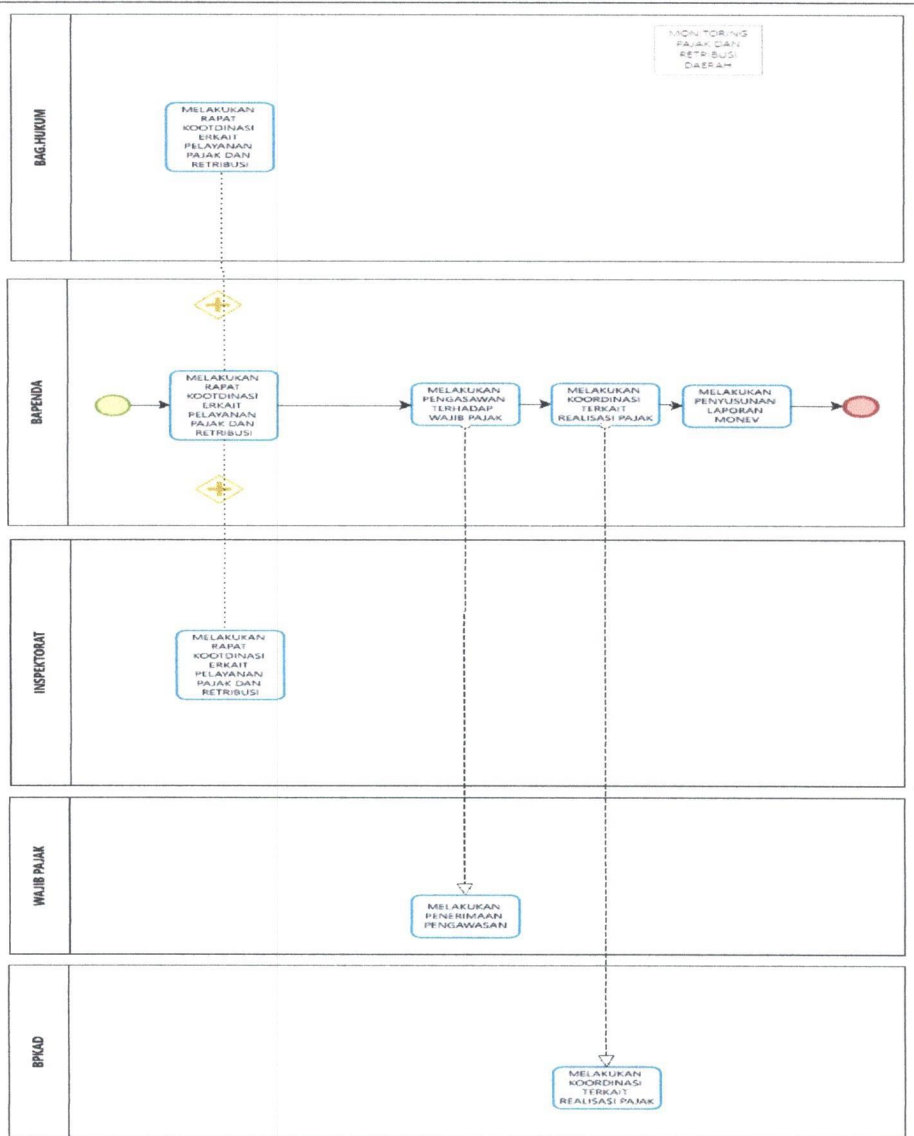 MONITORING
PAJAK DAN
RETRIBUSI
DAERAH
BAG.HUKUM
MELAKUKAN
RAPAT
KOOTDINASI
ERKAIT
PELAYANAN
PAJAK DAN
RETRIBUSI
BAPENDA
MELAKUKAN
RAPAT
KOOTDINASI
ERKAIT
PELAYANAN
PAJAK DAN
RETRIBUSI
MELAKUKAN
PENGASAWAN
TERHADAP
WAJIB PAJAK
MELAKUKAN
KOORDINASI
TERKAIT
REALISASI PAJAK
MELAKUKAN
PENYUSUNAN
LAPORAN
MONEV
INSPEKTORAT
MELAKUKAN
RAPAT
KOOTDINASI
ERKAIT
PELAYANAN
PAJAK DAN
RETRIBUSI
WAJIB PAJAK
MELAKUKAN
PENERIMAAN
PENGAWASAN
BPKAD
MELAKUKAN
KOORDINASI
TERKAIT
REALISASI PAJAK